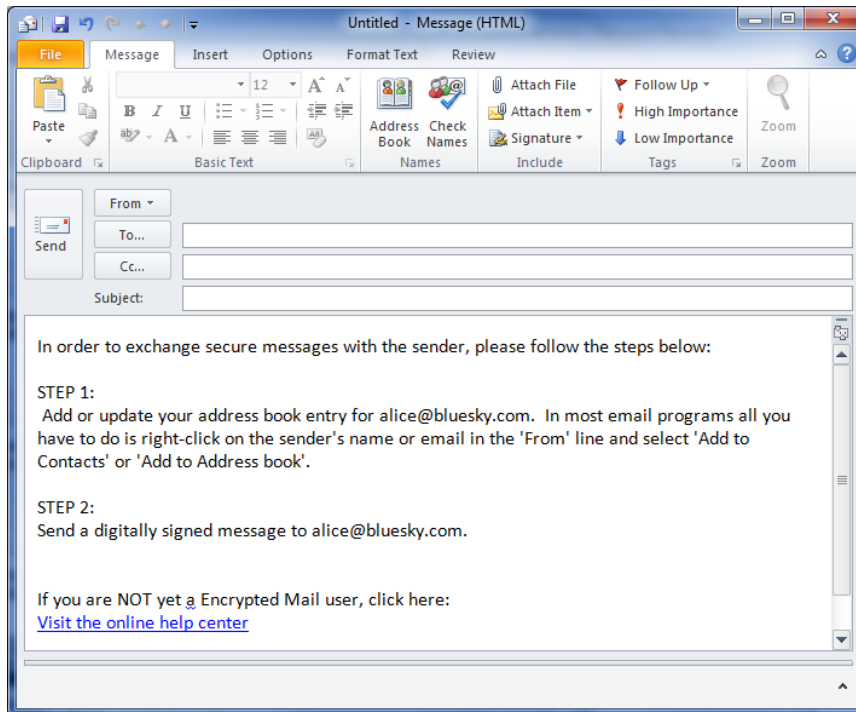 Untitled - Message (HTML)
File Message Insert Options Format Text Review
Paste
12
B I U
Address Book
Check Names
Attach File
Attach Item
Signature
Follow Up
High Importance
Low Importance
Zoom
Clipboard Basic Text Names Include Tags Zoom
Send
From
To...
Cc...
Subject:
In order to exchange secure messages with the sender, please follow the steps below:
STEP 1:
Add or update your address book entry for alice@bluesky.com. In most email programs all you
have to do is right-click on the sender's name or email in the 'From' line and select 'Add to
Contacts' or 'Add to Address book'.
STEP 2:
Send a digitally signed message to alice@bluesky.com.
If you are NOT yet a Encrypted Mail user, click here:
Visit the online help center